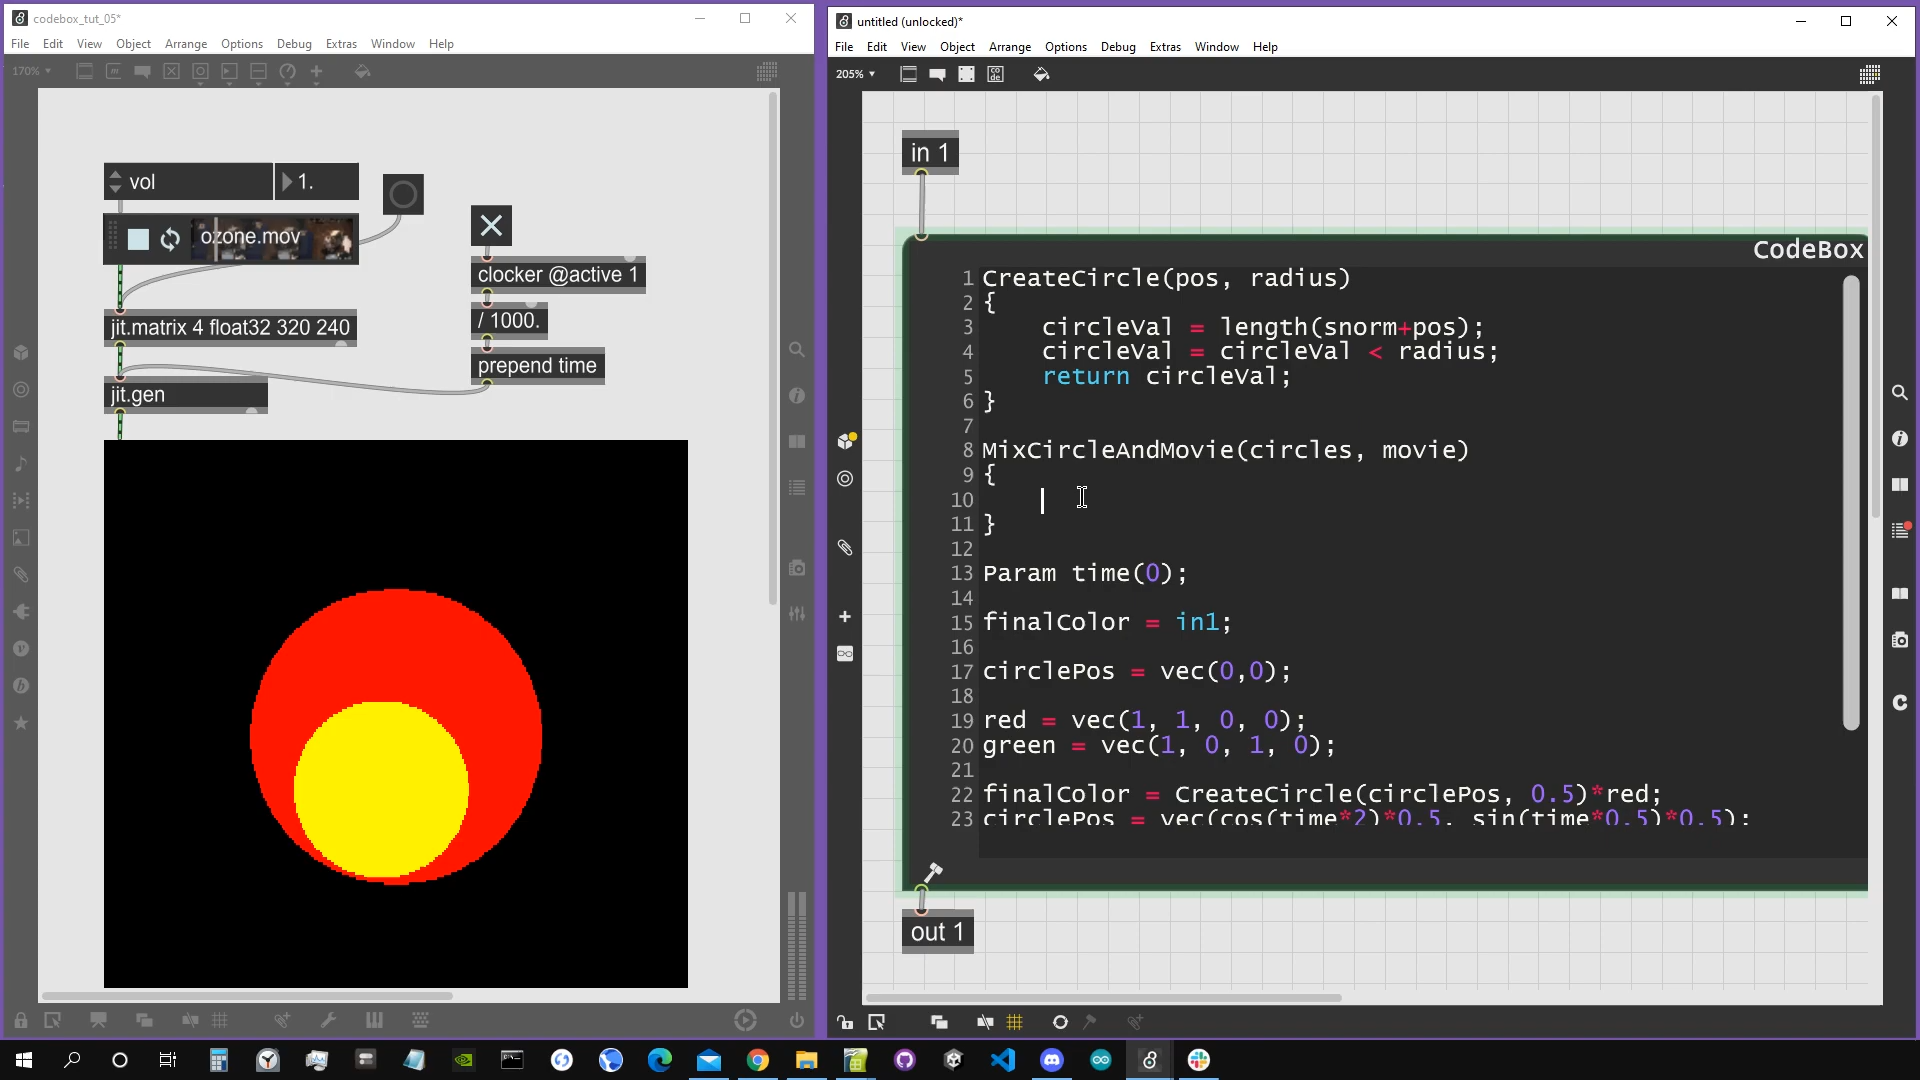 codebox_tut_05*
File Edit View Object Arrange Options Debug Extras Window Help
170%
vol
1.
ozone.mov
clocker @active 1
/ 1000.
jit.matrix 4 float32 320 240
prepend time
jit.gen
untitled (unlocked)*
File Edit View Object Arrange Options Debug Extras Window Help
205%
code
in 1
CodeBox
1 CreateCircle(pos, radius)
2 {
3 circleVal = length(snorm+pos);
4 circleVal = circleVal < radius;
5 return circleVal;
6 }
7
8 MixCircleAndMovie(circles, movie)
9 {
10
11 }
12
13 Param time(0);
14
15 finalColor = in1;
16
17 circlePos = vec(0,0);
18
19 red = vec(1, 1, 0, 0);
20 green = vec(1, 0, 1, 0);
21
22 finalColor = CreateCircle(circlePos, 0.5)*red;
23 circlePos = vec(cos(time*2)*0.5, sin(time*0.5)*0.5);
out 1